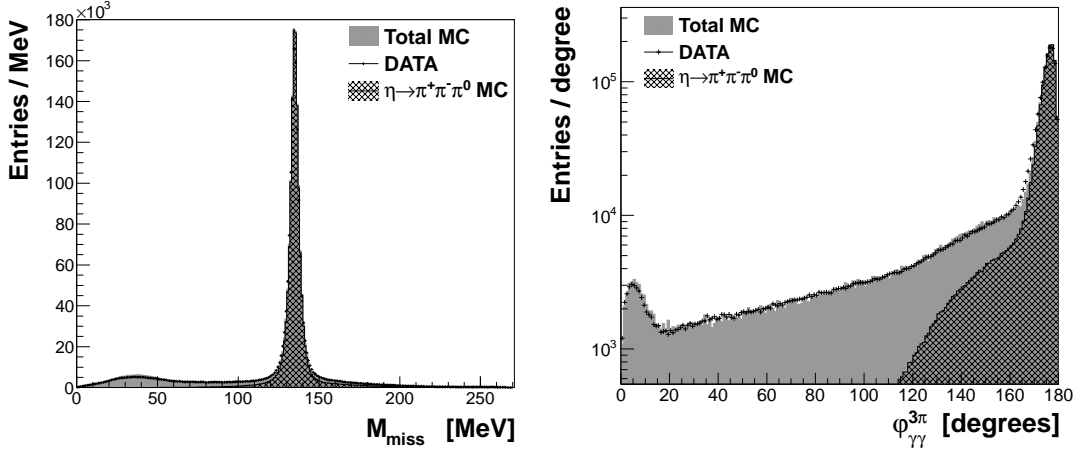 ×10³
180
160
140
120
100
80
60
40
20
0
Entries / MeV
Total MC
DATA
η→π⁺π⁻π⁰ MC
0 50 100 150 200 250
M_miss [MeV]
Entries / degree
10⁵
10⁴
10³
Total MC
DATA
η→π⁺π⁻π⁰ MC
0 20 40 60 80 100 120 140 160 180
φ_γγ^3π [degrees]